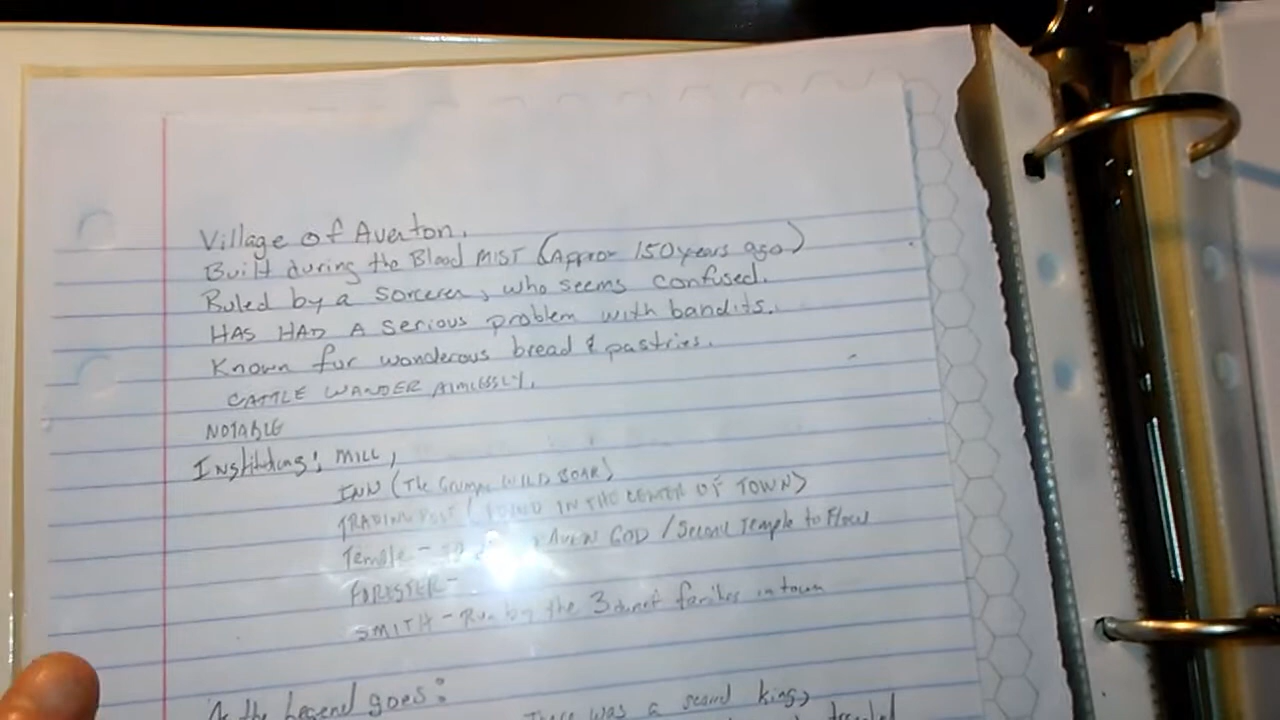 Village of Averton.
Built during the Blood MIST (Approx 150 years ago)
Ruled by a sorcerer, who seems confused.
HAS HAD A serious problem with bandits.
Known for wonderous bread & pastries.
CATTLE WANDER AIMLESSLY.
NOTABLE
Institutions: MILL,
INN (The WILD BOAR)
TRADING POST (FOUND IN THE CENTER OF TOWN)
Temple - GOD / Second Temple to
FORESTER -
SMITH - Run by the 3 families in town
As the Legend goes:
There was a second king,